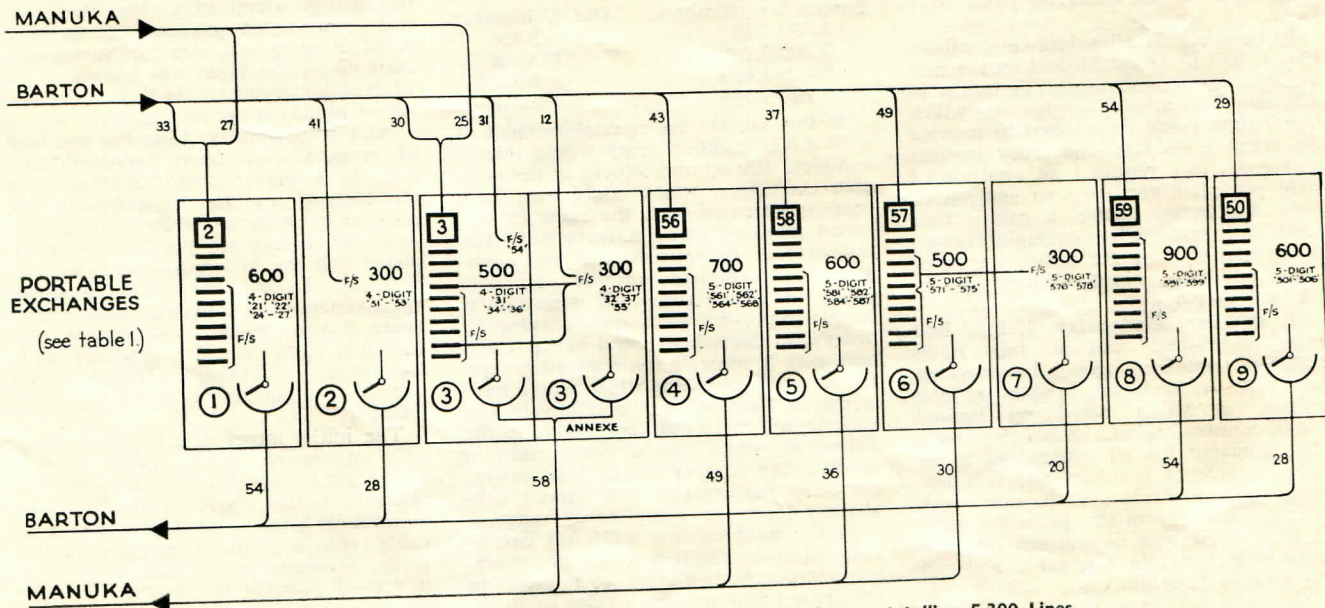 MANUKA
BARTON
33
27
41
30
25
31
12
43
37
49
54
29
PORTABLE
EXCHANGES
(see table 1.)
2
600
4-DIGIT
'21' '22'
'24'-'27'
F/S
1
F/S
300
4-DIGIT
'51'-'53'
2
3
F/S
'54'
500
4-DIGIT
'31'
'34'-'36'
F/S
3
F/S
300
4-DIGIT
'32' '37'
'55'
3
ANNEXE
56
700
5-DIGIT
'561' '562'
'564'-'568'
F/S
4
58
600
5-DIGIT
'581' '582'
'584'-'587'
F/S
5
57
500
5-DIGIT
'571'-'575'
F/S
6
F/S
300
5-DIGIT
'576'-'578'
7
59
900
5-DIGIT
'591'-'599'
F/S
8
50
600
5-DIGIT
'501'-'506'
F/S
9
54
28
58
49
36
30
20
54
28
BARTON
MANUKA
5,300 Lines